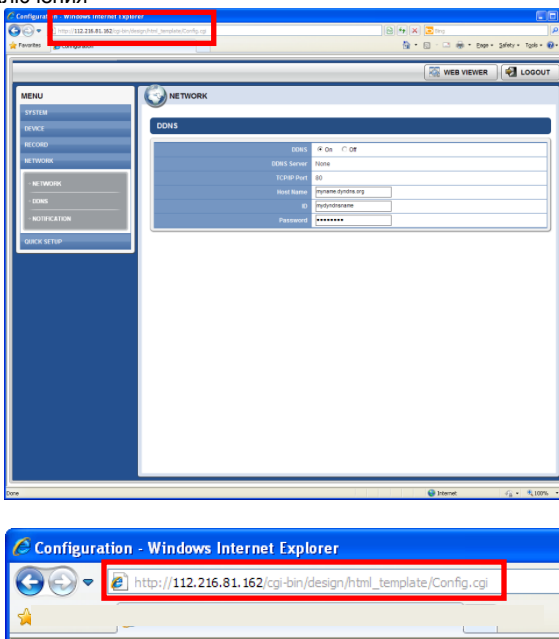 Configuration - Windows Internet Explorer
http://112.216.81.162/cgi-bin/design/html_template/Config.cgi
Bing
Favorites Configuration Page Safety Tools
WEB VIEWER LOGOUT
MENU
NETWORK
SYSTEM
DEVICE
RECORD
NETWORK
- NETWORK
- DDNS
- NOTIFICATION
QUICK SETUP
DDNS
DDNS On Off
DDNS Server None
TCP/IP Port 80
Host Name myname.dyndns.org
ID mydyndnsname
Password ••••••••
Done Internet 100%
Configuration - Windows Internet Explorer
http://112.216.81.162/cgi-bin/design/html_template/Config.cgi